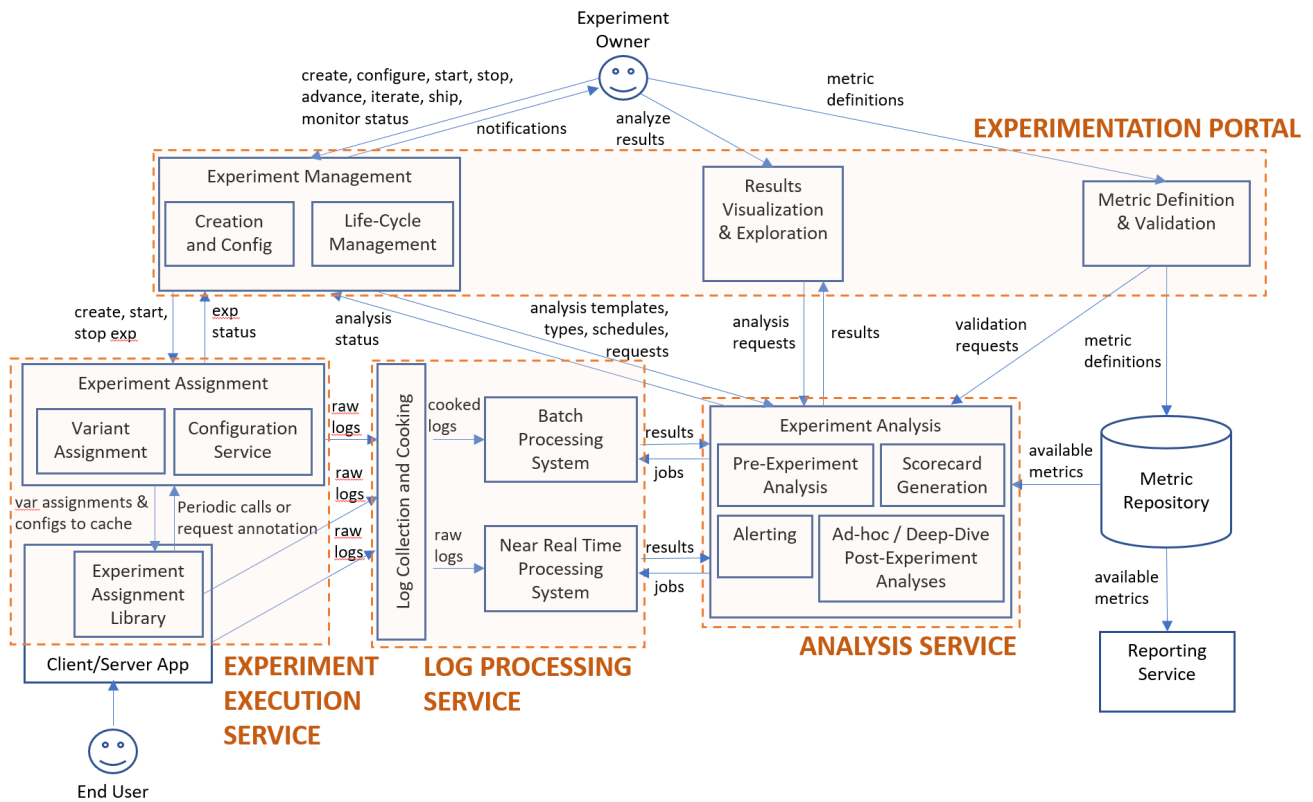 Experiment
Owner
create, configure, start, stop,
advance, iterate, ship,
monitor status
notifications
analyze
results
metric
definitions
EXPERIMENTATION PORTAL
Experiment Management
Creation
and Config
Life-Cycle
Management
Results
Visualization
& Exploration
Metric Definition
& Validation
create, start,
stop exp
exp
status
analysis
status
analysis templates,
types, schedules,
requests
analysis
requests
results
validation
requests
metric
definitions
Experiment Assignment
Variant
Assignment
Configuration
Service
var assignments &
configs to cache
Periodic calls or
request annotation
Experiment
Assignment
Library
Client/Server App
EXPERIMENT
EXECUTION
SERVICE
End User
raw
logs
raw
logs
raw
logs
Log Collection and Cooking
cooked
logs
Batch
Processing
System
raw
logs
Near Real Time
Processing
System
LOG PROCESSING
SERVICE
results
jobs
results
jobs
Experiment Analysis
Pre-Experiment
Analysis
Scorecard
Generation
Alerting
Ad-hoc / Deep-Dive
Post-Experiment
Analyses
ANALYSIS SERVICE
available
metrics
Metric
Repository
available
metrics
Reporting
Service